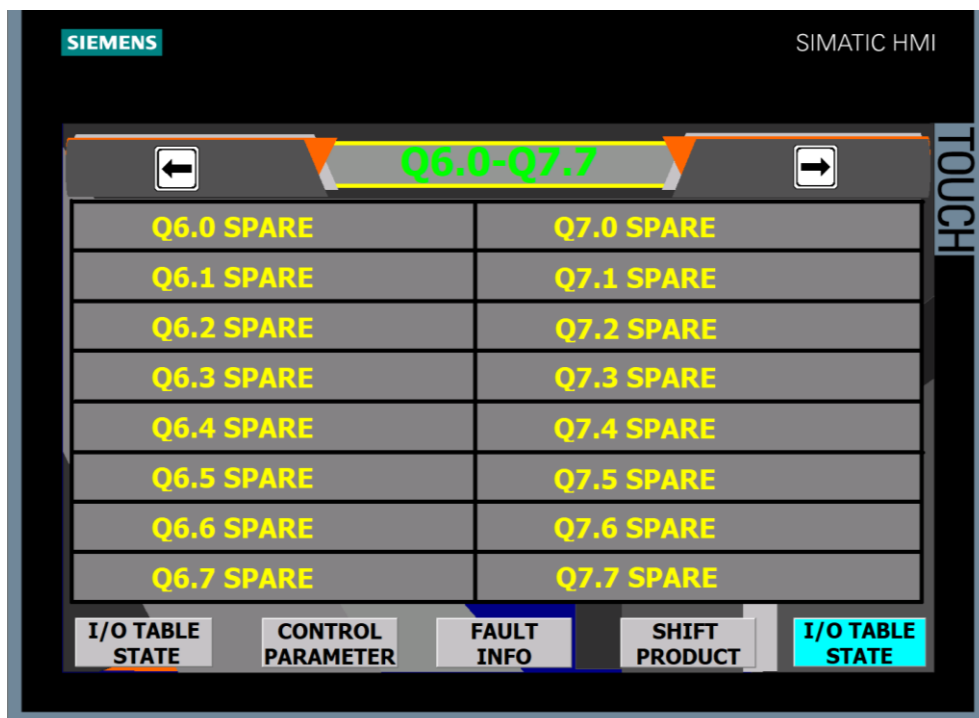 SIEMENS
SIMATIC HMI
TOUCH
Q6.0-Q7.7
Q6.0 SPARE
Q7.0 SPARE
Q6.1 SPARE
Q7.1 SPARE
Q6.2 SPARE
Q7.2 SPARE
Q6.3 SPARE
Q7.3 SPARE
Q6.4 SPARE
Q7.4 SPARE
Q6.5 SPARE
Q7.5 SPARE
Q6.6 SPARE
Q7.6 SPARE
Q6.7 SPARE
Q7.7 SPARE
I/O TABLE
STATE
CONTROL
PARAMETER
FAULT
INFO
SHIFT
PRODUCT
I/O TABLE
STATE